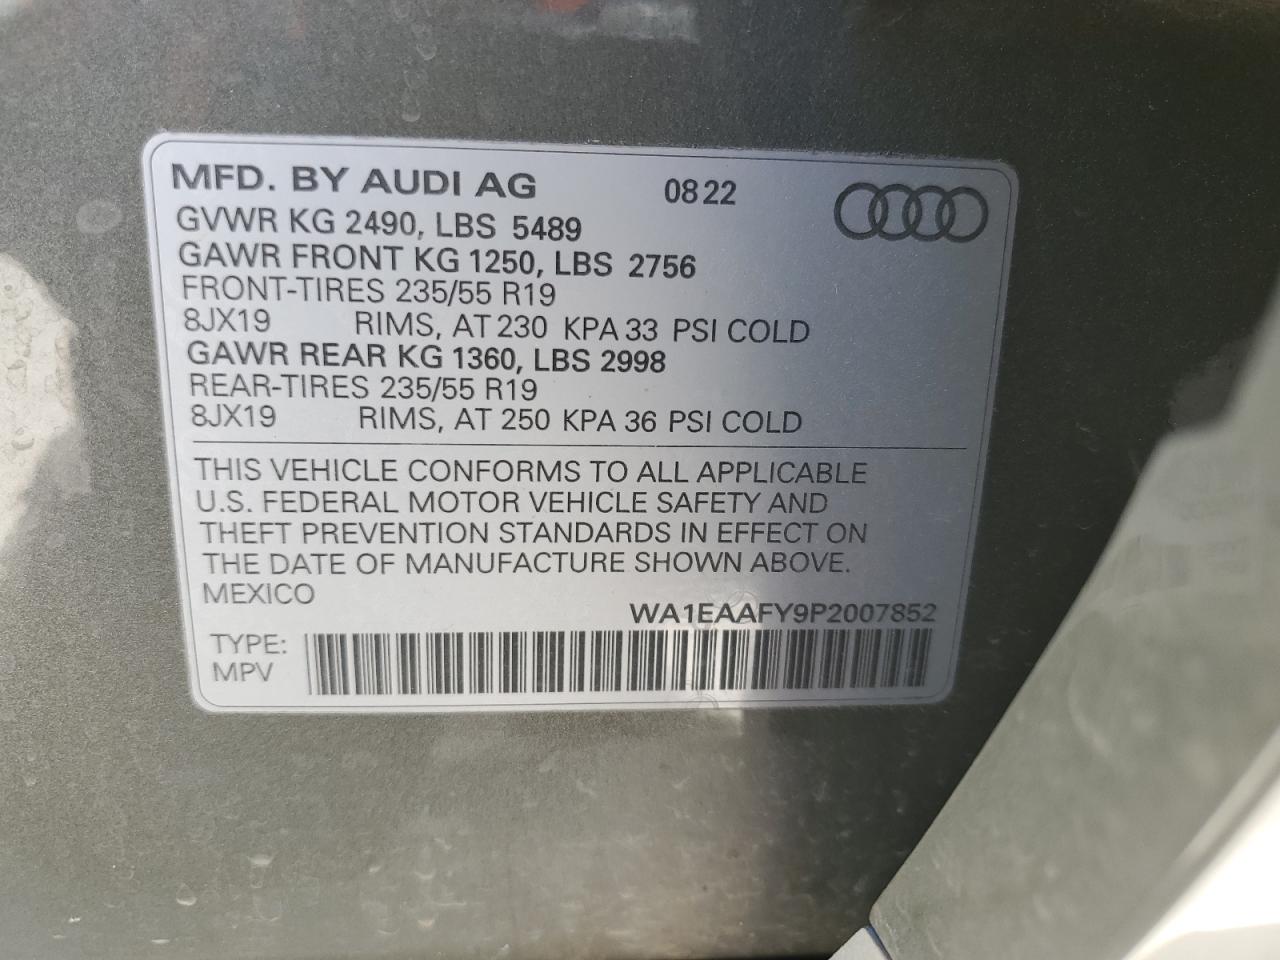 MFD. BY AUDI AG 0822
GVWR KG 2490, LBS 5489
GAWR FRONT KG 1250, LBS 2756
FRONT-TIRES 235/55 R19
8JX19 RIMS, AT 230 KPA 33 PSI COLD
GAWR REAR KG 1360, LBS 2998
REAR-TIRES 235/55 R19
8JX19 RIMS, AT 250 KPA 36 PSI COLD
THIS VEHICLE CONFORMS TO ALL APPLICABLE
U.S. FEDERAL MOTOR VEHICLE SAFETY AND
THEFT PREVENTION STANDARDS IN EFFECT ON
THE DATE OF MANUFACTURE SHOWN ABOVE.
MEXICO
WA1EAAFY9P2007852
TYPE:
MPV